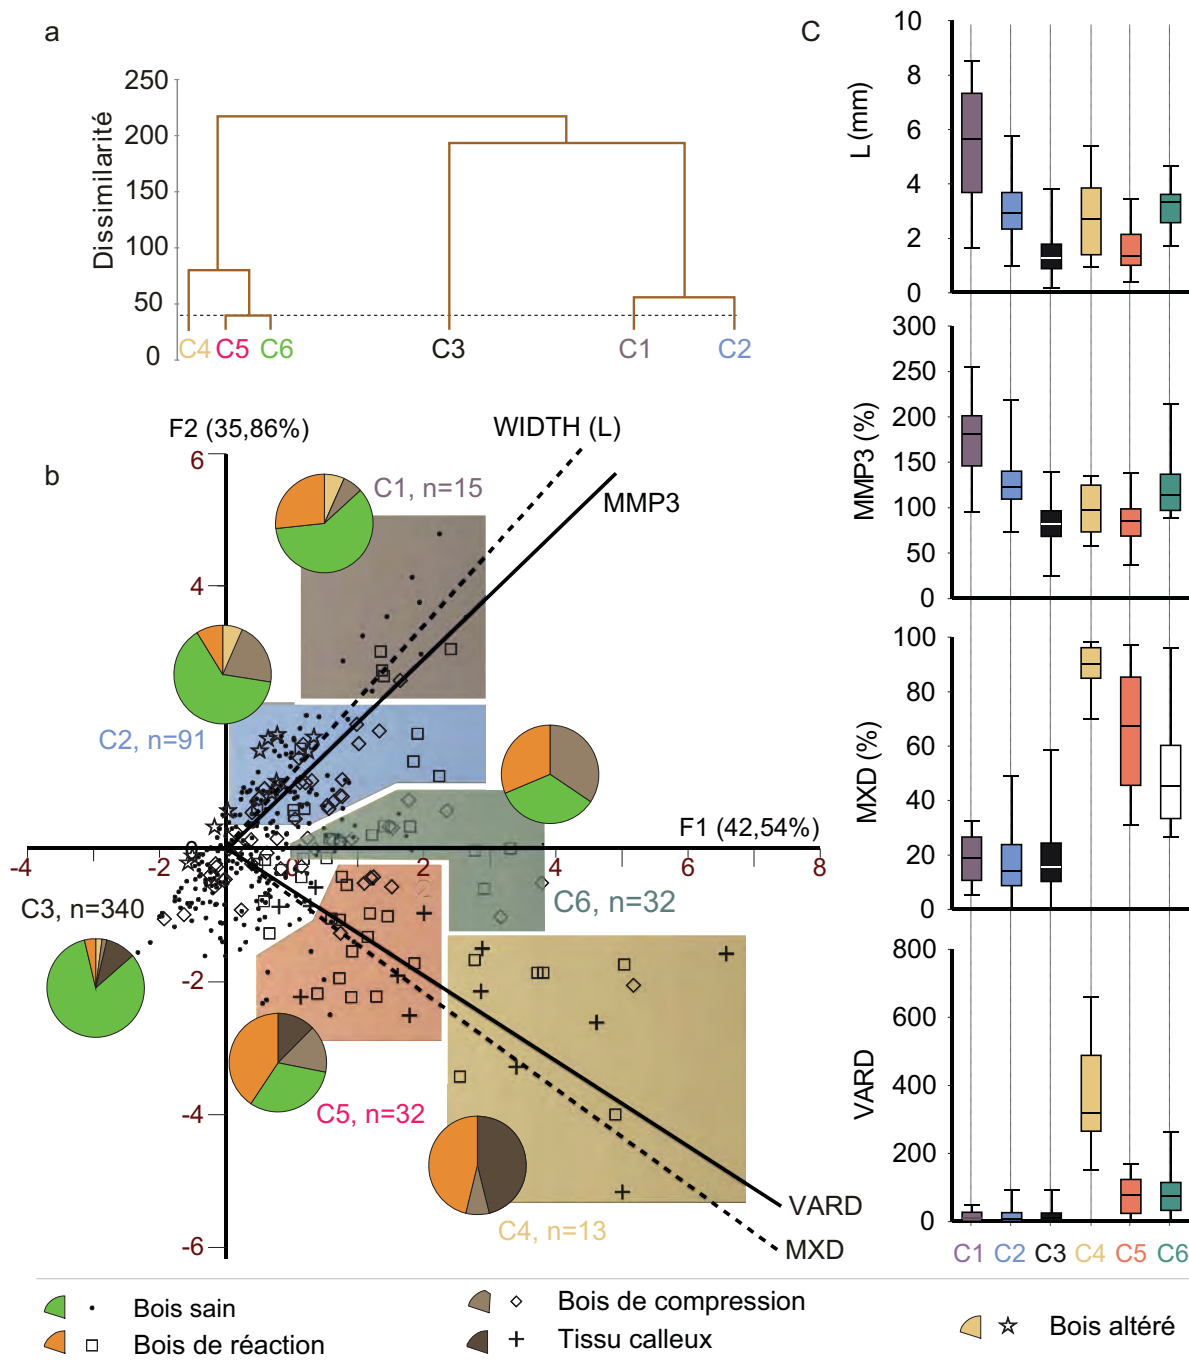 a
Dissimilarité
250
200
150
100
50
0
C4 C5 C6 C3 C1 C2
b
F2 (35,86%)
F1 (42,54%)
6
4
0
-2
-4
-6
-4 -2 0 2 4 6 8
WIDTH (L)
MMP3
VARD
MXD
C1, n=15
C2, n=91
C3, n=340
C6, n=32
C5, n=32
C4, n=13
C
L (mm)
10
8
6
4
2
0
MMP3 (%)
300
250
200
150
100
50
0
MXD (%)
100
80
60
40
20
0
VARD
800
600
400
200
0
C1 C2 C3 C4 C5 C6
Bois sain
Bois de réaction
Bois de compression
Tissu calleux
Bois altéré